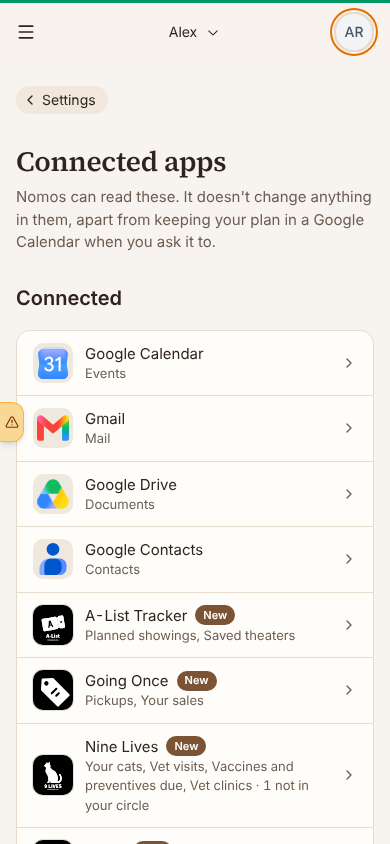 Alex
AR
Settings
Connected apps
Nomos can read these. It doesn't change anything
in them, apart from keeping your plan in a Google
Calendar when you ask it to.
Connected
31
Google Calendar
Events
Gmail
Mail
Google Drive
Documents
Google Contacts
Contacts
A-List
A-List Tracker New
Planned showings, Saved theaters
Going Once New
Pickups, Your sales
9 LIVES
Nine Lives New
Your cats, Vet visits, Vaccines and
preventives due, Vet clinics · 1 not in
your circle